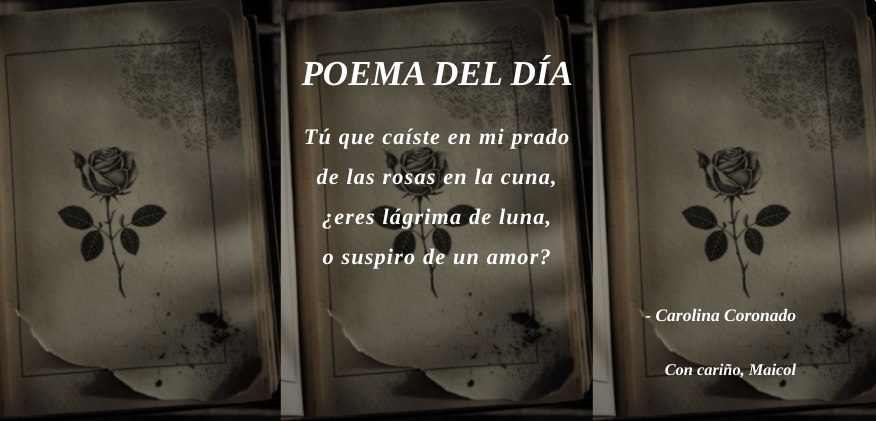 POEMA DEL DÍA
Tú que caíste en mi prado
de las rosas en la cuna,
¿eres lágrima de luna,
o suspiro de un amor?
- Carolina Coronado
Con cariño, Maicol